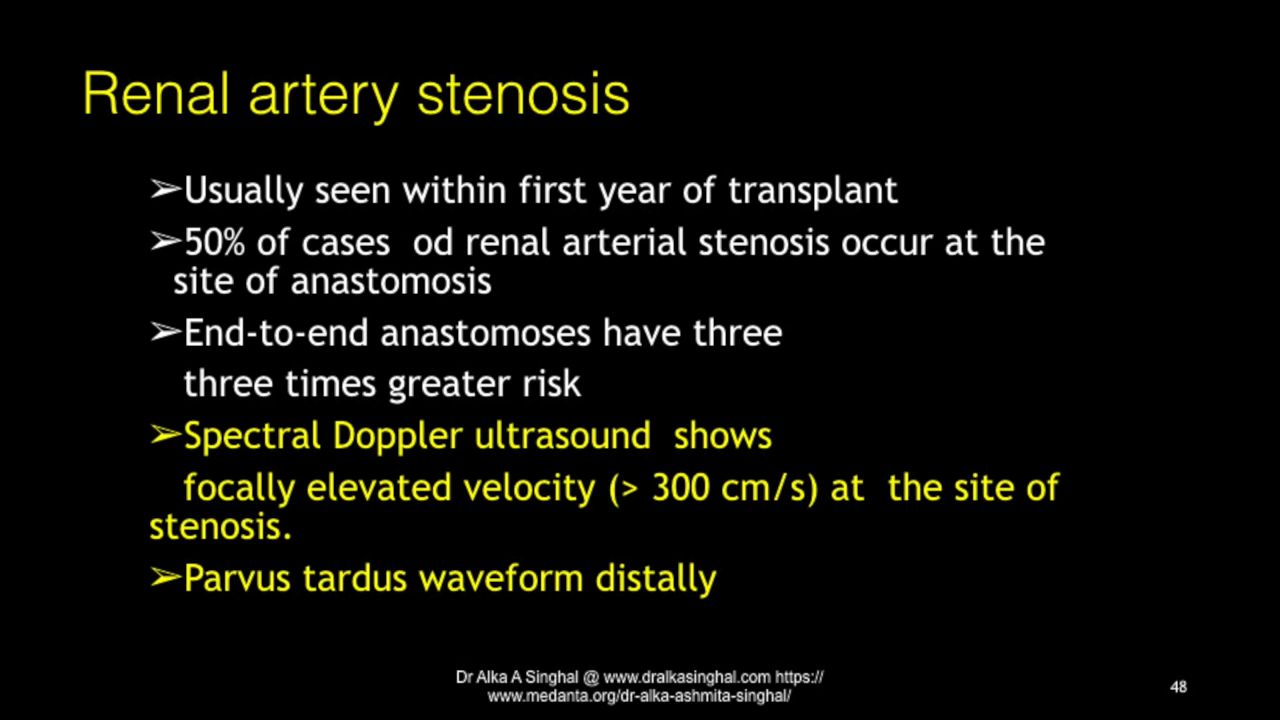 Renal artery stenosis
➢Usually seen within first year of transplant
➢50% of cases od renal arterial stenosis occur at the
site of anastomosis
➢End-to-end anastomoses have three
three times greater risk
➢Spectral Doppler ultrasound shows
focally elevated velocity (> 300 cm/s) at the site of
stenosis.
➢Parvus tardus waveform distally
Dr Alka A Singhal @ www.dralkasinghal.com https://
www.medanta.org/dr-alka-ashmita-singhal/
48